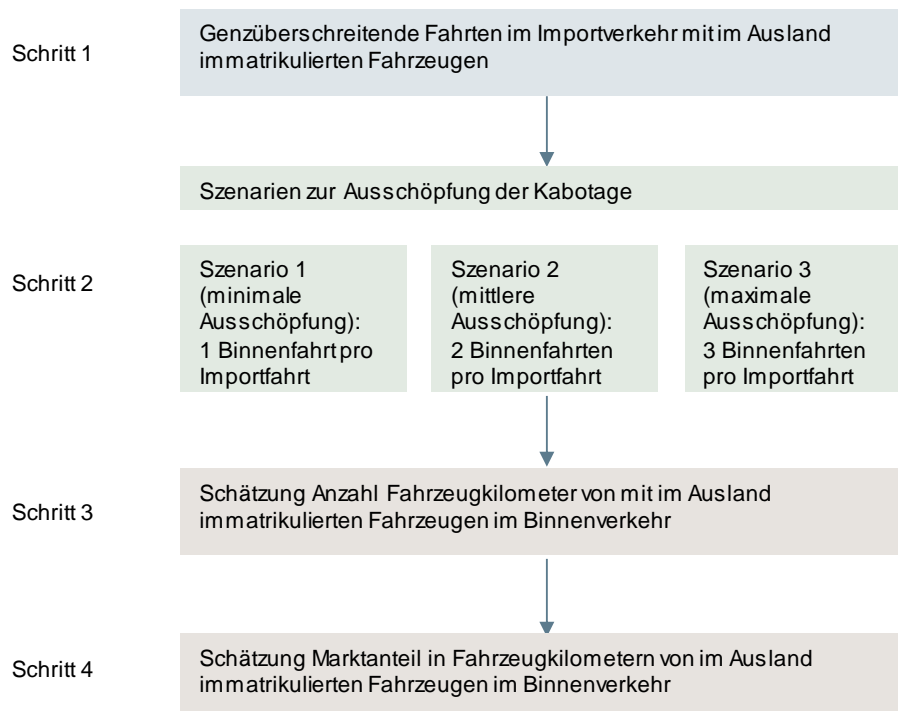 Schritt 1
Genzüberschreitende Fahrten im Importverkehr mit im Ausland
immatrikulierten Fahrzeugen
Szenarien zur Ausschöpfung der Kabotage
Schritt 2
Szenario 1
(minimale
Ausschöpfung):
1 Binnenfahrt pro
Importfahrt
Szenario 2
(mittlere
Ausschöpfung):
2 Binnenfahrten
pro Importfahrt
Szenario 3
(maximale
Ausschöpfung):
3 Binnenfahrten
pro Importfahrt
Schritt 3
Schätzung Anzahl Fahrzeugkilometer von mit im Ausland
immatrikulierten Fahrzeugen im Binnenverkehr
Schritt 4
Schätzung Marktanteil in Fahrzeugkilometern von im Ausland
immatrikulierten Fahrzeugen im Binnenverkehr